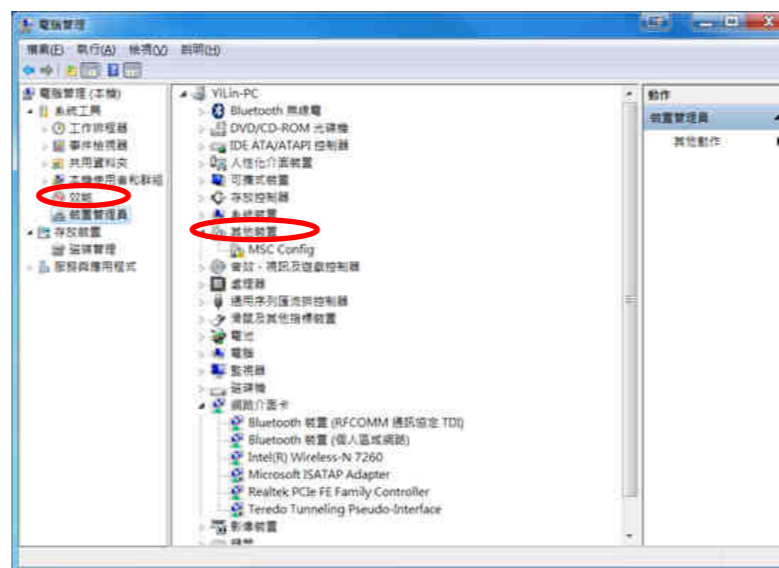 電腦管理
檔案(F) 執行(A) 檢視(V) 說明(H)
電腦管理 (本機)
系統工具
工作排程器
事件檢視器
共用資料夾
本機使用者和群組
效能
裝置管理員
存放裝置
磁碟管理
服務與應用程式
YiLin-PC
Bluetooth 無線電
DVD/CD-ROM 光碟機
IDE ATA/ATAPI 控制器
人性化介面裝置
可攜式裝置
存放控制器
系統裝置
其他裝置
MSC Config
音效、視訊及遊戲控制器
處理器
通用序列匯流排控制器
滑鼠及其他指標裝置
電池
電腦
監視器
磁碟機
網路介面卡
Bluetooth 裝置 (RFCOMM 通訊協定 TDI)
Bluetooth 裝置 (個人區域網路)
Intel(R) Wireless-N 7260
Microsoft ISATAP Adapter
Realtek PCIe FE Family Controller
Teredo Tunneling Pseudo-Interface
影像裝置
動作
裝置管理員
其他動作